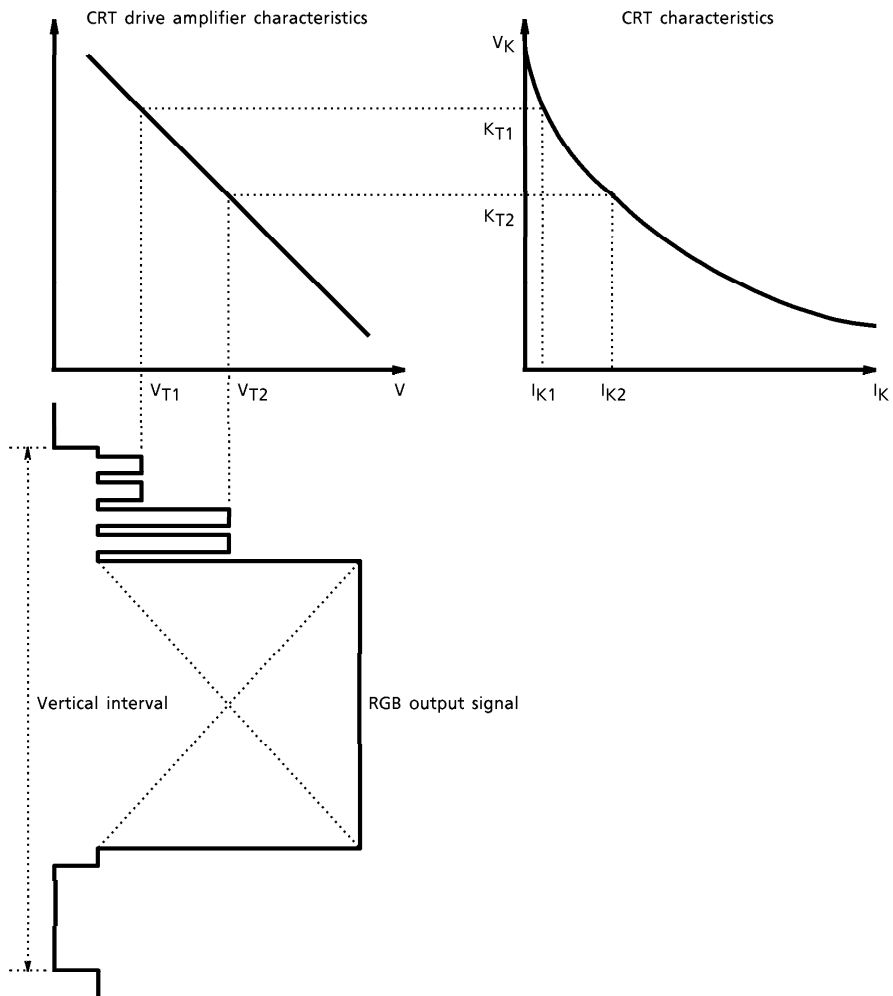 CRT drive amplifier characteristics
CRT characteristics
VK
KT1
KT2
VT1
VT2
V
IK1
IK2
IK
Vertical interval
RGB output signal